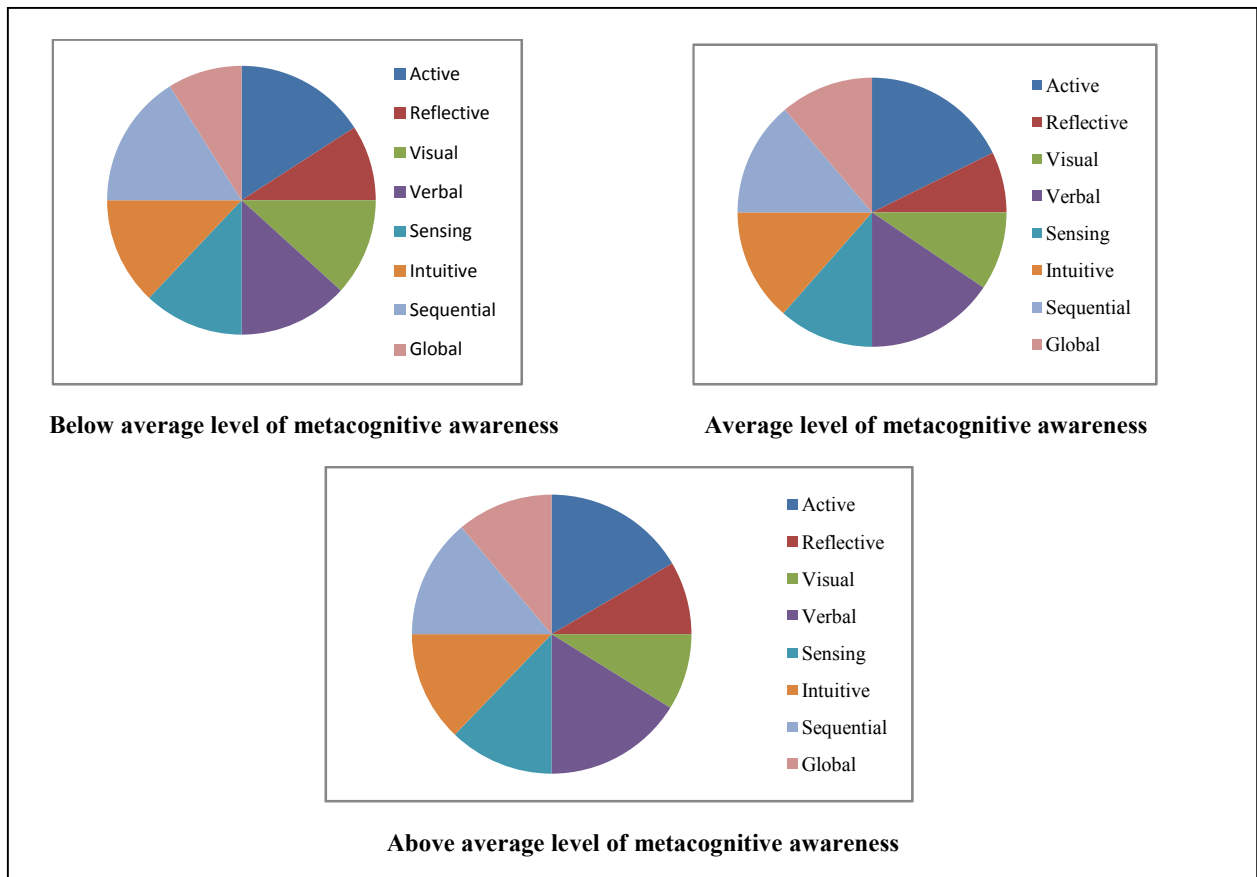 Active
Reflective
Visual
Verbal
Sensing
Intuitive
Sequential
Global
Below average level of metacognitive awareness
Active
Reflective
Visual
Verbal
Sensing
Intuitive
Sequential
Global
Average level of metacognitive awareness
Active
Reflective
Visual
Verbal
Sensing
Intuitive
Sequential
Global
Above average level of metacognitive awareness